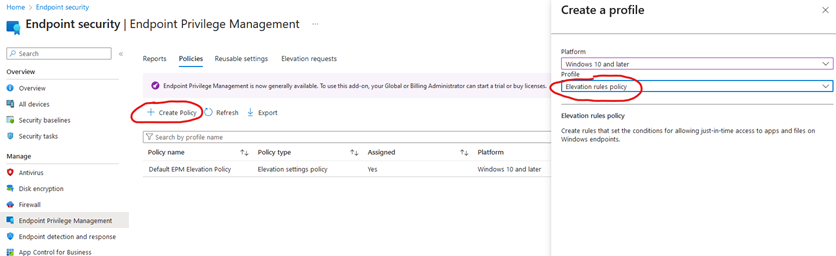 Home > Endpoint security >
Endpoint security | Endpoint Privilege Management ...
Search
«
Overview
Overview
All devices
Security baselines
Security tasks
Manage
Antivirus
Disk encryption
Firewall
Endpoint Privilege Management
Endpoint detection and response
App Control for Business
Reports Policies Reusable settings Elevation requests
Endpoint Privilege Management is now generally available. To use this add-on, your Global or Billing Administrator can start a trial or buy licenses.
+ Create Policy Refresh Export
Search by profile name
Policy name Policy type Assigned Platform
Default EPM Elevation Policy Elevation settings policy Yes Windows 10 and later
Create a profile
Platform
Windows 10 and later
Profile
Elevation rules policy
Elevation rules policy
Create rules that set the conditions for allowing just-in-time access to apps and files on
Windows endpoints.